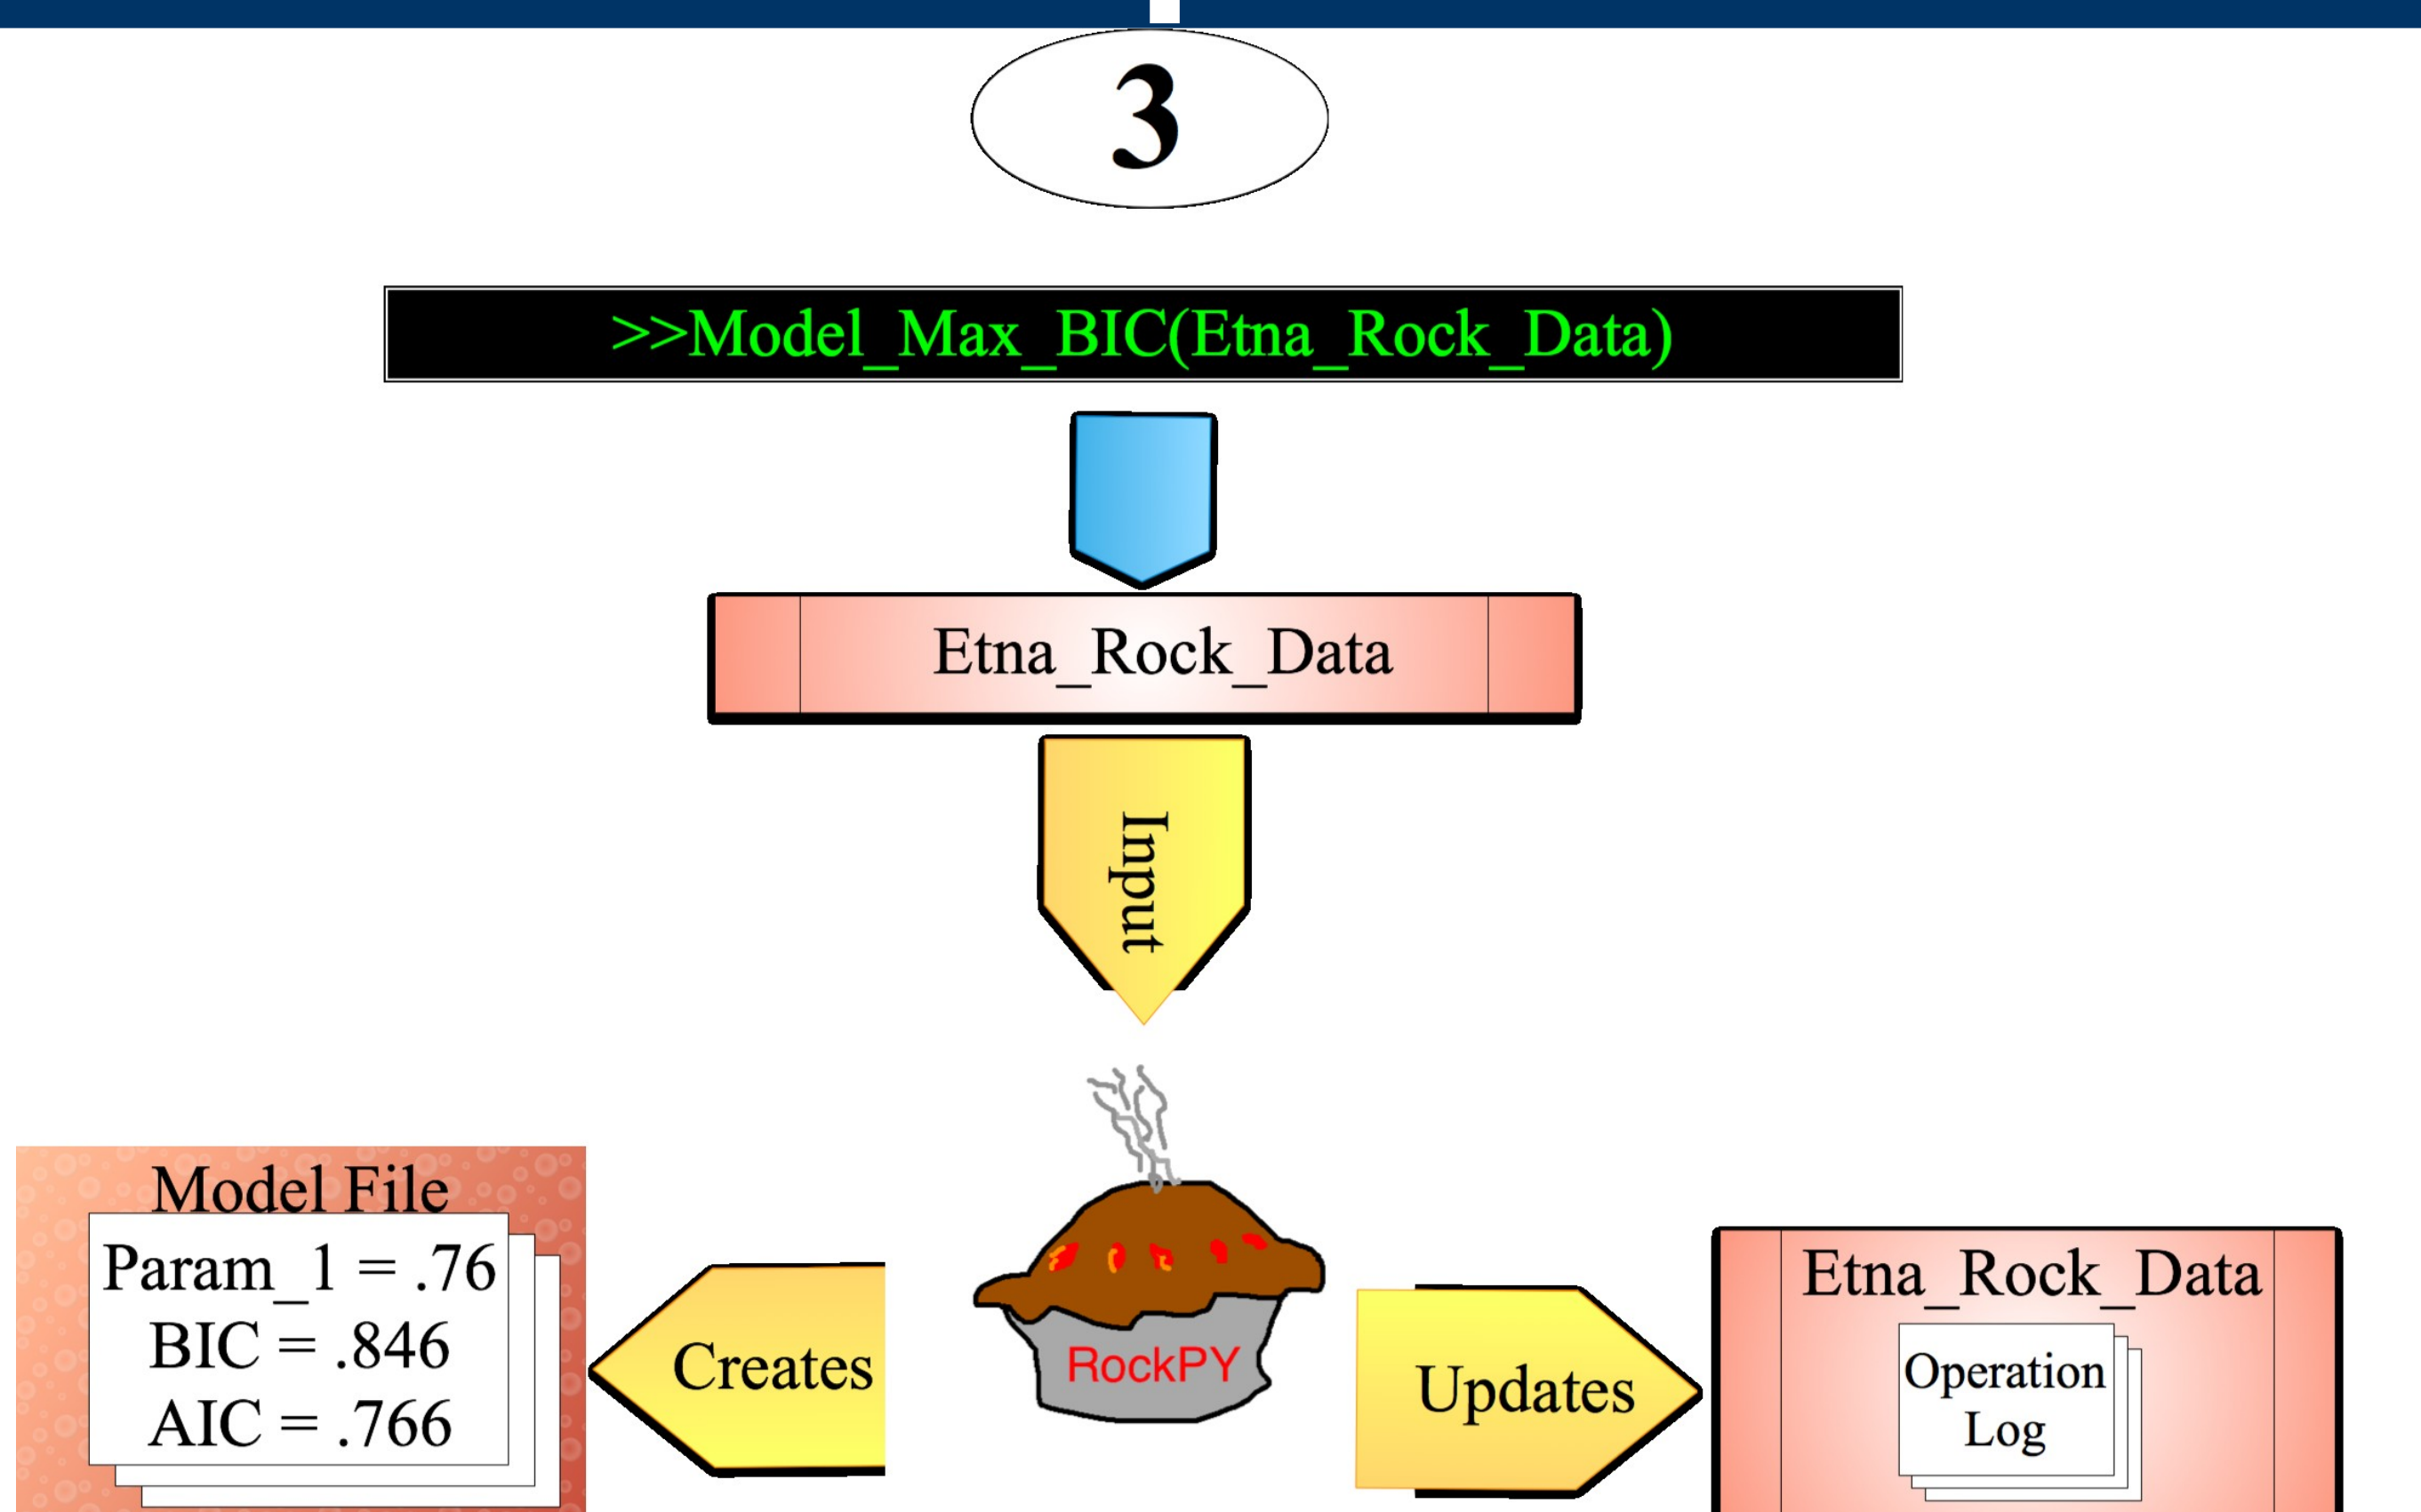 3
>>Model_Max_BIC(Etna_Rock_Data)
Etna_Rock_Data
Input
Model File
Param_1 = .76
BIC = .846
AIC = .766
Creates
RockPY
Updates
Etna_Rock_Data
Operation
Log